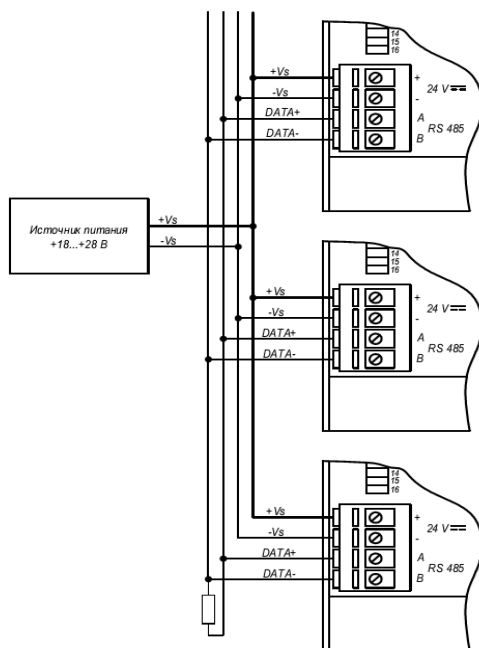 14
15
16
+Vs
-Vs
DATA+
DATA-
+
-
A
B
24 V
RS 485
Источник питания
+18...+28 В
+Vs
-Vs
14
15
16
+Vs
-Vs
DATA+
DATA-
+
-
A
B
24 V
RS 485
14
15
16
+Vs
-Vs
DATA+
DATA-
+
-
A
B
24 V
RS 485